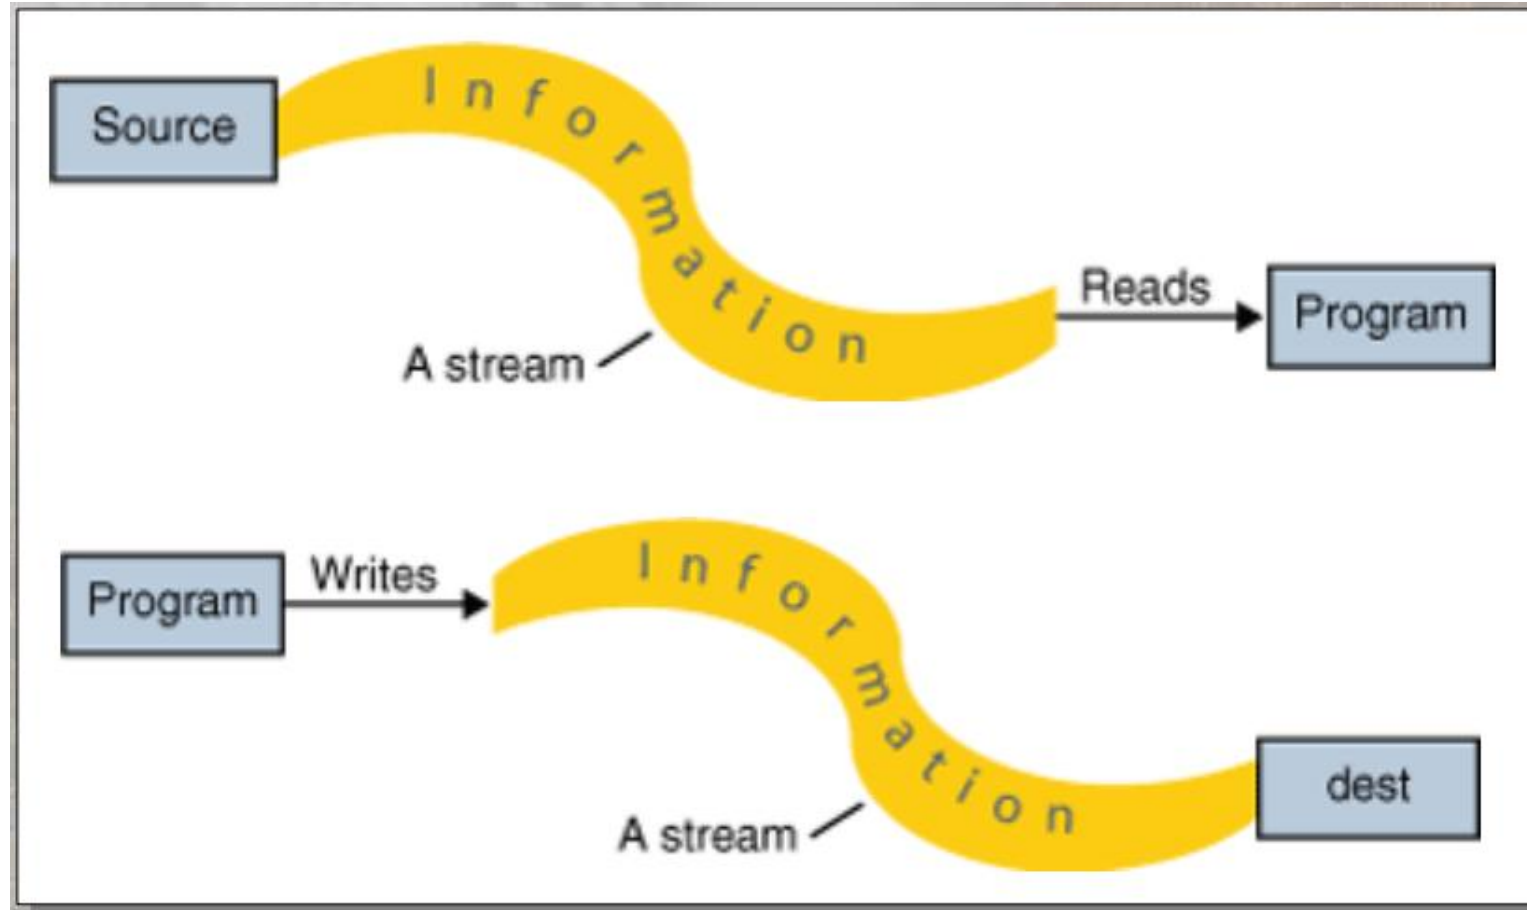 Source
Information
Reads
Program
A stream
Program
Writes
Information
A stream
dest